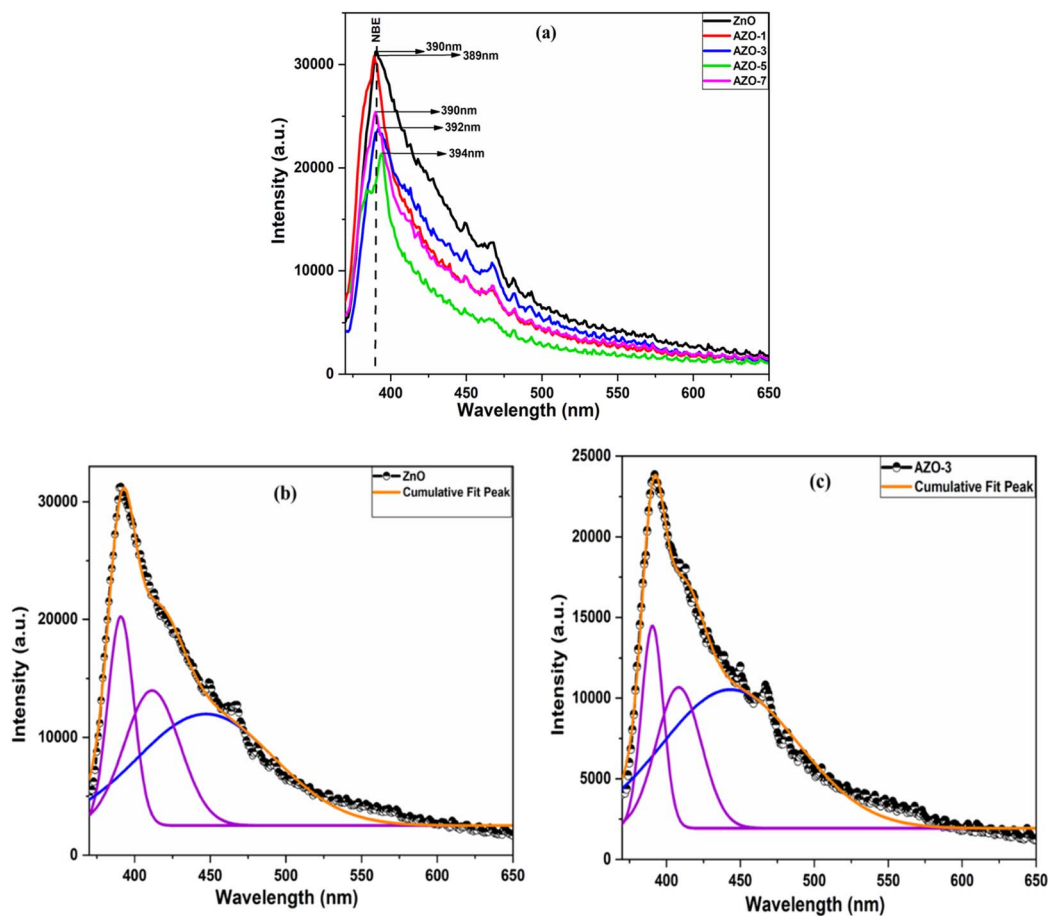 (a)
NBE
390nm
389nm
390nm
392nm
394nm
ZnO
AZO-1
AZO-3
AZO-5
AZO-7
30000
20000
10000
0
Intensity (a.u.)
400 450 500 550 600 650
Wavelength (nm)
(b)
ZnO
Cumulative Fit Peak
30000
20000
10000
0
Intensity (a.u.)
400 450 500 550 600 650
Wavelength (nm)
(c)
AZO-3
Cumulative Fit Peak
25000
20000
15000
10000
5000
0
Intensity (a.u.)
400 450 500 550 600 650
Wavelength (nm)